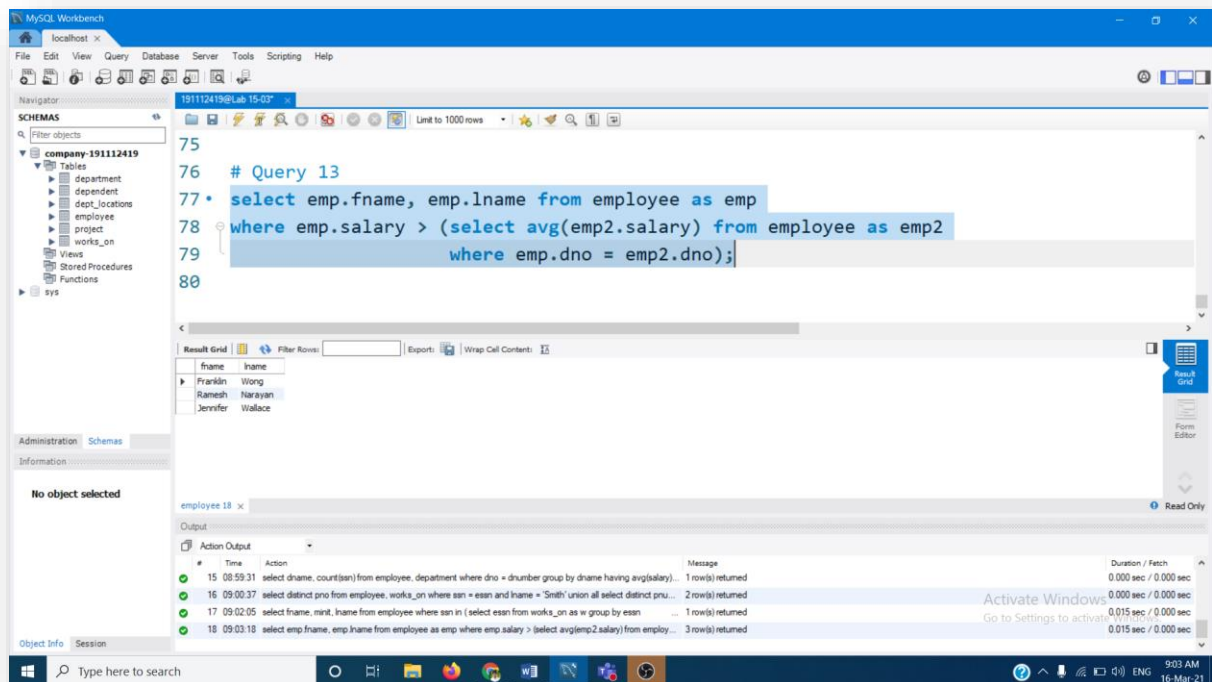 MySQL Workbench
localhost ×
File Edit View Query Database Server Tools Scripting Help
Navigator
SCHEMAS
Filter objects
company-191112419
Tables
department
dependent
dept_locations
employee
project
works_on
Views
Stored Procedures
Functions
sys
Administration Schemas
Information
No object selected
Object Info Session
191112419@Lab 15-03* ×
Limit to 1000 rows
75
76 # Query 13
77 select emp.fname, emp.lname from employee as emp
78 where emp.salary > (select avg(emp2.salary) from employee as emp2
79 where emp.dno = emp2.dno);
80
Result Grid Filter Rows: Export: Wrap Cell Content:
fname lname
Franklin Wong
Ramesh Narayan
Jennifer Wallace
Result Grid
Form Editor
employee 18 × Read Only
Output
Action Output
# Time Action Message Duration / Fetch
15 08:59:31 select dname, count(ssn) from employee, department where dno = dnumber group by dname having avg(salary)... 1 row(s) returned 0.000 sec / 0.000 sec
16 09:00:37 select distinct pno from employee, works_on where ssn = essn and lname = 'Smith' union all select distinct pnu... 2 row(s) returned 0.000 sec / 0.000 sec
17 09:02:05 select fname, minit, lname from employee where ssn in ( select essn from works_on as w group by essn ... 1 row(s) returned 0.015 sec / 0.000 sec
18 09:03:18 select emp.fname, emp.lname from employee as emp where emp.salary > (select avg(emp2.salary) from employ... 3 row(s) returned 0.015 sec / 0.000 sec
Activate Windows
Go to Settings to activate Windows.
Type here to search
ENG
9:03 AM
16-Mar-21